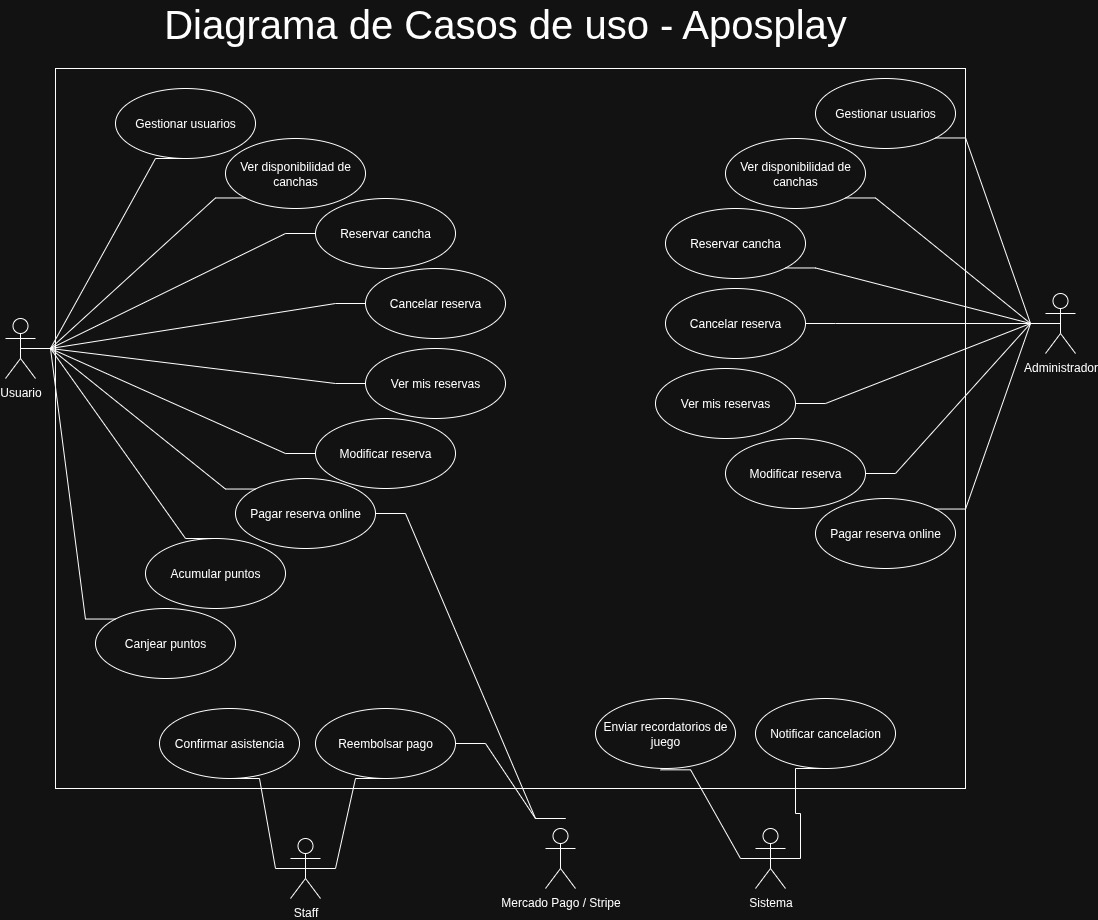 Diagrama de Casos de uso - Aposplay
Gestionar usuarios
Ver disponibilidad de
canchas
Reservar cancha
Cancelar reserva
Ver mis reservas
Modificar reserva
Pagar reserva online
Acumular puntos
Canjear puntos
Usuario
Gestionar usuarios
Ver disponibilidad de
canchas
Reservar cancha
Cancelar reserva
Ver mis reservas
Modificar reserva
Pagar reserva online
Administrador
Confirmar asistencia
Reembolsar pago
Enviar recordatorios de
juego
Notificar cancelacion
Staff
Mercado Pago / Stripe
Sistema